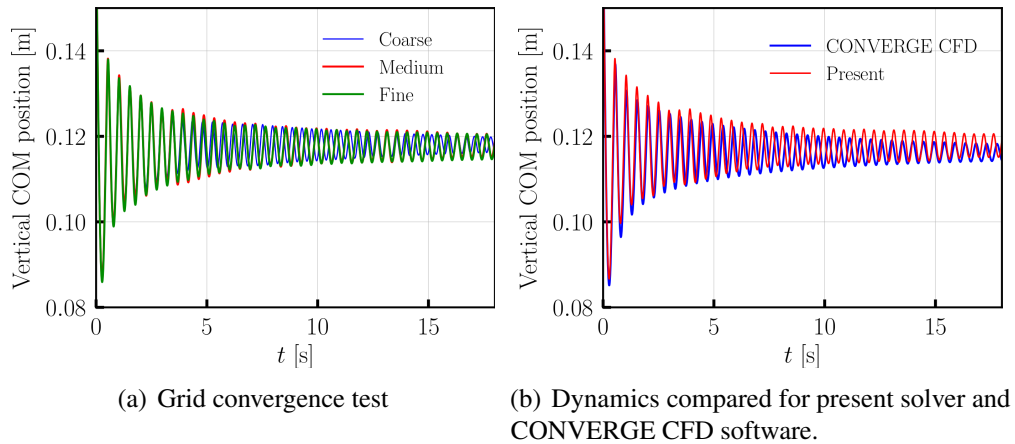 Vertical COM position [m]
0.14
0.12
0.10
0.08
Coarse
Medium
Fine
0
5
10
15
t [s]
(a) Grid convergence test
Vertical COM position [m]
0.14
0.12
0.10
0.08
CONVERGE CFD
Present
0
5
10
15
t [s]
(b) Dynamics compared for present solver and
CONVERGE CFD software.